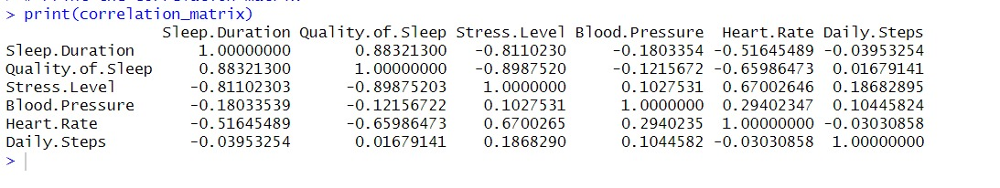 > print(correlation_matrix)
Sleep.Duration Quality.of.Sleep Stress.Level Blood.Pressure Heart.Rate Daily.Steps
Sleep.Duration 1.00000000 0.88321300 -0.8110230 -0.1803354 -0.51645489 -0.03953254
Quality.of.Sleep 0.88321300 1.00000000 -0.8987520 -0.1215672 -0.65986473 0.01679141
Stress.Level -0.81102303 -0.89875203 1.0000000 0.1027531 0.67002646 0.18682895
Blood.Pressure -0.18033539 -0.12156722 0.1027531 1.0000000 0.29402347 0.10445824
Heart.Rate -0.51645489 -0.65986473 0.6700265 0.2940235 1.00000000 -0.03030858
Daily.Steps -0.03953254 0.01679141 0.1868290 0.1044582 -0.03030858 1.00000000
>